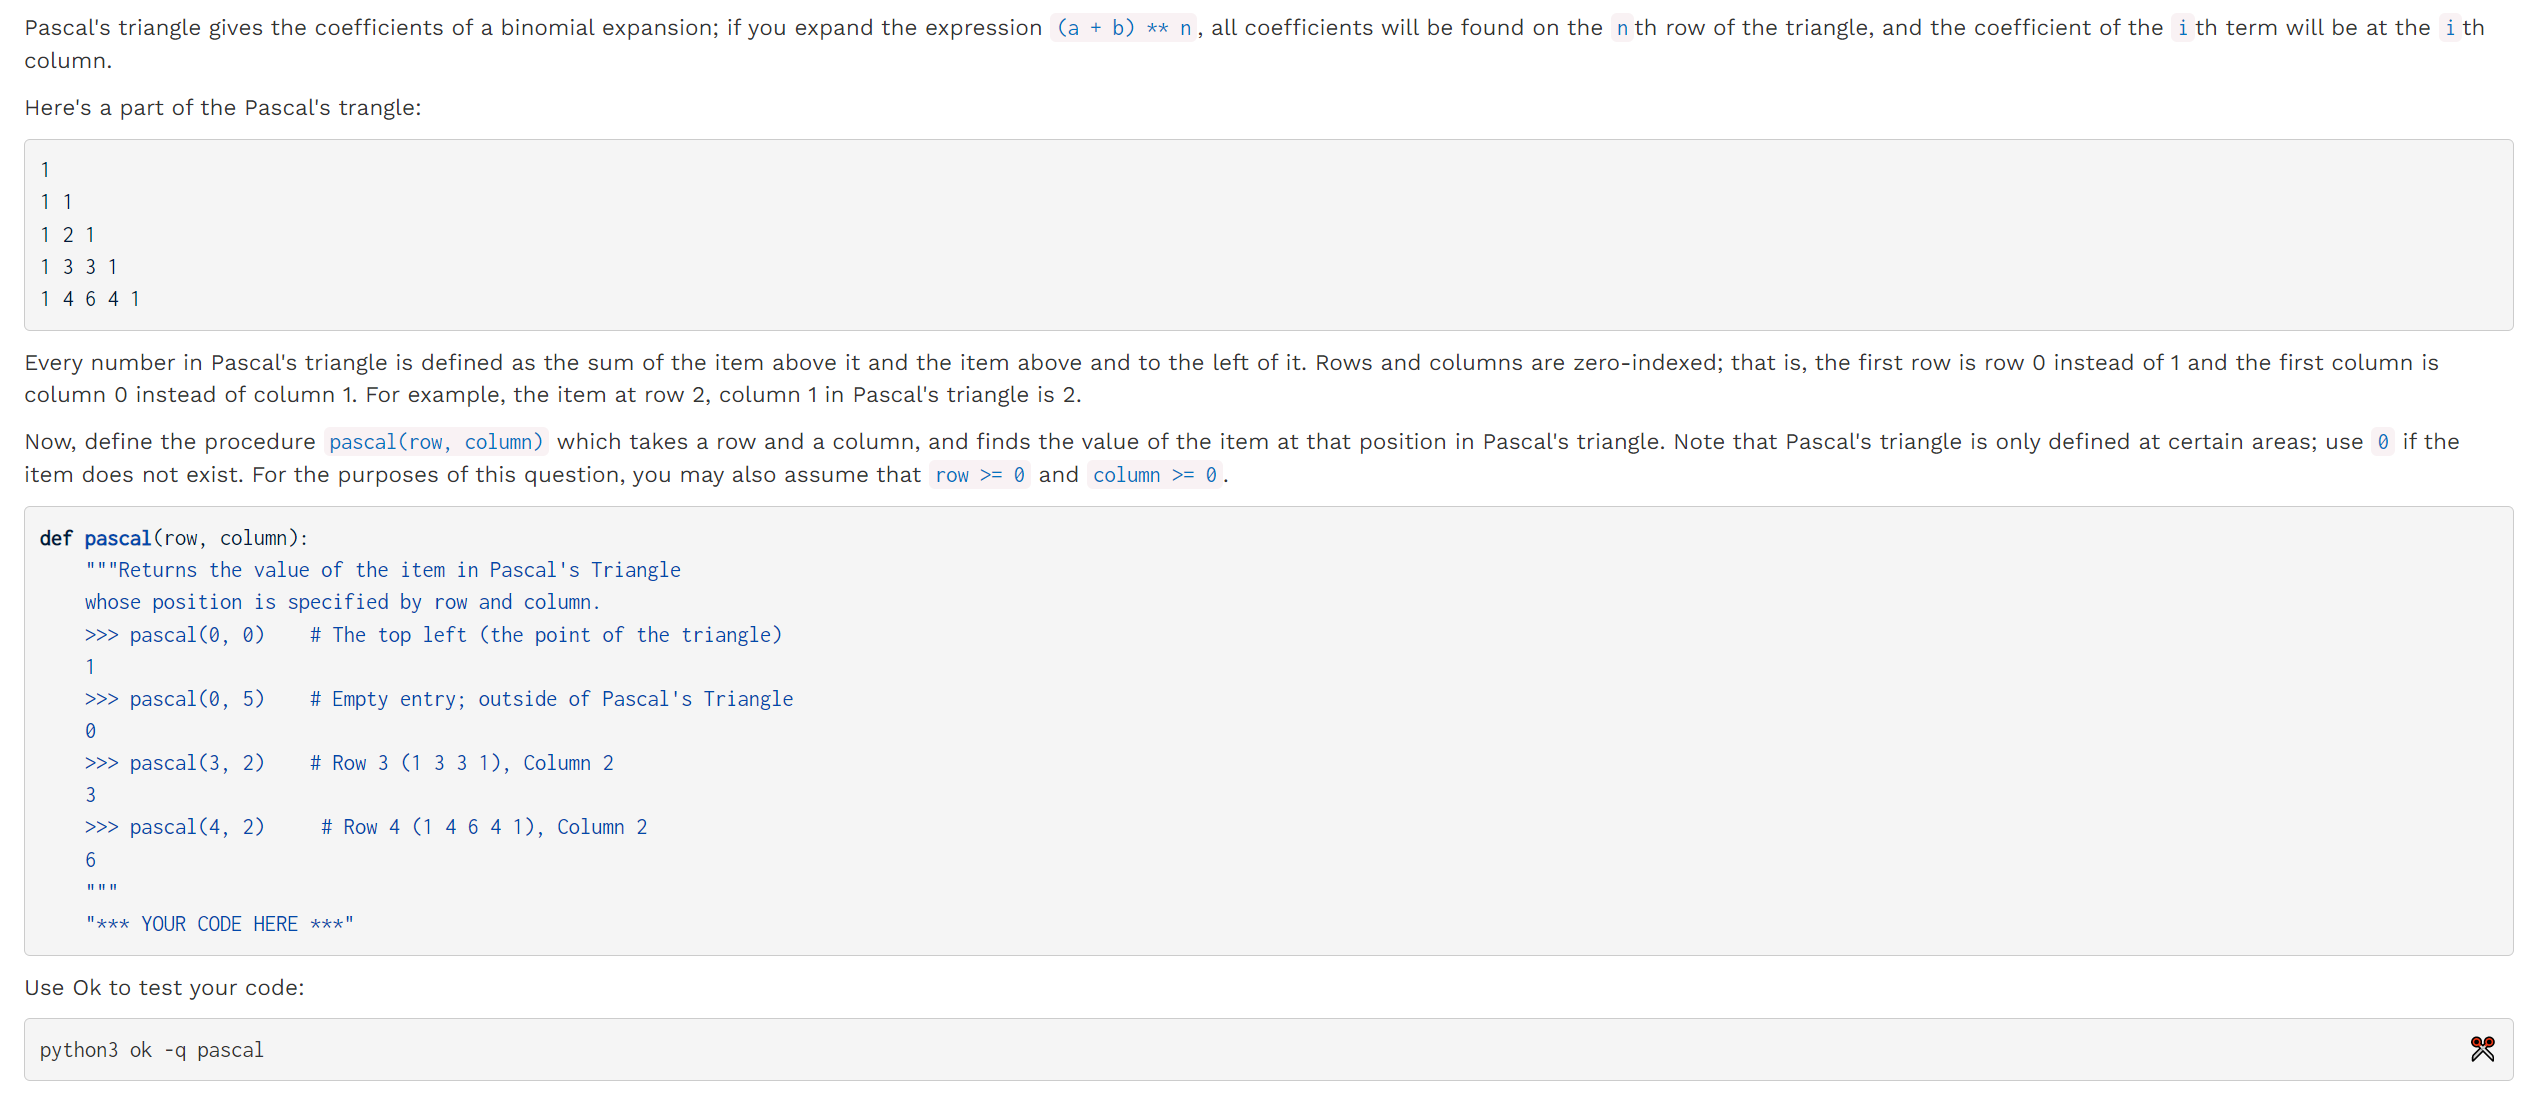 Pascal's triangle gives the coefficients of a binomial expansion; if you expand the expression (a + b) ** n, all coefficients will be found on the nth row of the triangle, and the coefficient of the ith term will be at the ith
column.
Here's a part of the Pascal's trangle:
1
1 1
1 2 1
1 3 3 1
1 4 6 4 1
Every number in Pascal's triangle is defined as the sum of the item above it and the item above and to the left of it. Rows and columns are zero-indexed; that is, the first row is row 0 instead of 1 and the first column is
column 0 instead of column 1. For example, the item at row 2, column 1 in Pascal's triangle is 2.
Now, define the procedure pascal(row, column) which takes a row and a column, and finds the value of the item at that position in Pascal's triangle. Note that Pascal's triangle is only defined at certain areas; use 0 if the
item does not exist. For the purposes of this question, you may also assume that row >= 0 and column >= 0.
def pascal(row, column):
    """Returns the value of the item in Pascal's Triangle
    whose position is specified by row and column.
    >>> pascal(0, 0)    # The top left (the point of the triangle)
    1
    >>> pascal(0, 5)    # Empty entry; outside of Pascal's Triangle
    0
    >>> pascal(3, 2)    # Row 3 (1 3 3 1), Column 2
    3
    >>> pascal(4, 2)     # Row 4 (1 4 6 4 1), Column 2
    6
    """
    "*** YOUR CODE HERE ***"
Use Ok to test your code:
python3 ok -q pascal